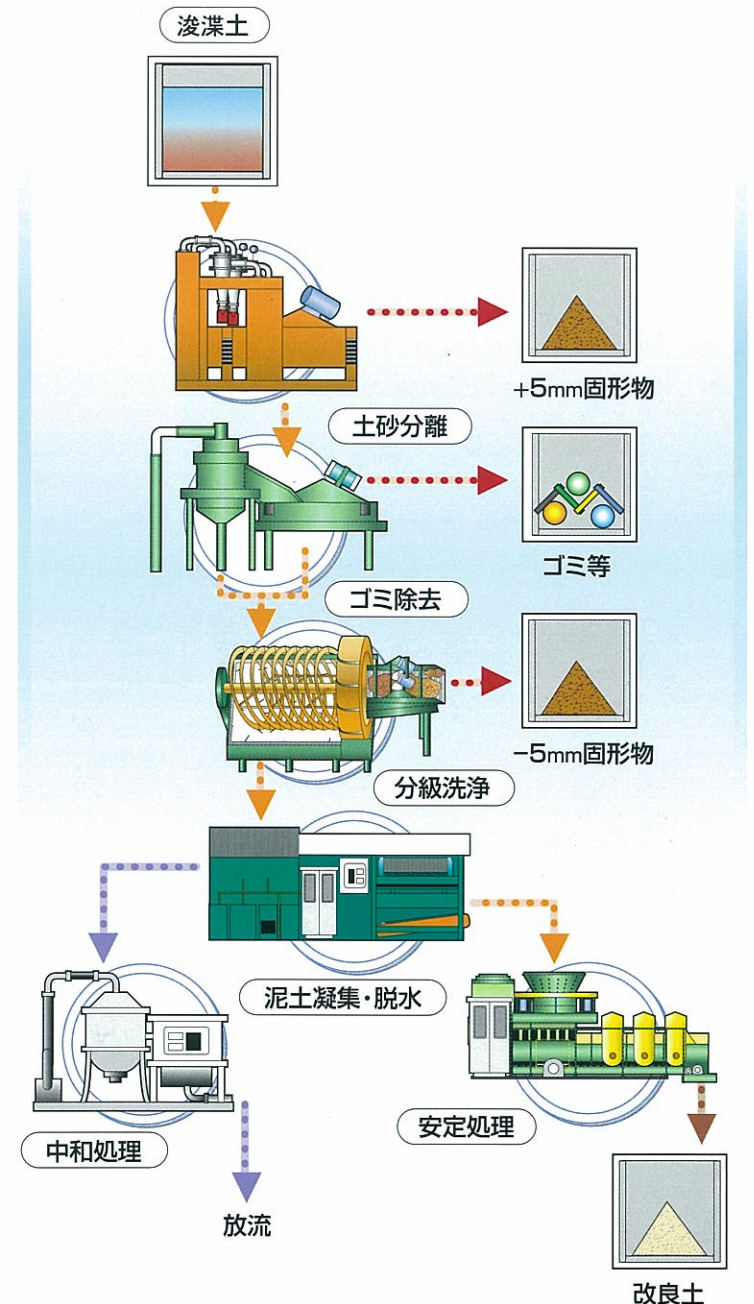 浚渫土
+5mm固形物
土砂分離
ゴミ等
ゴミ除去
−5mm固形物
分級洗浄
泥土凝集・脱水
中和処理
安定処理
放流
改良土